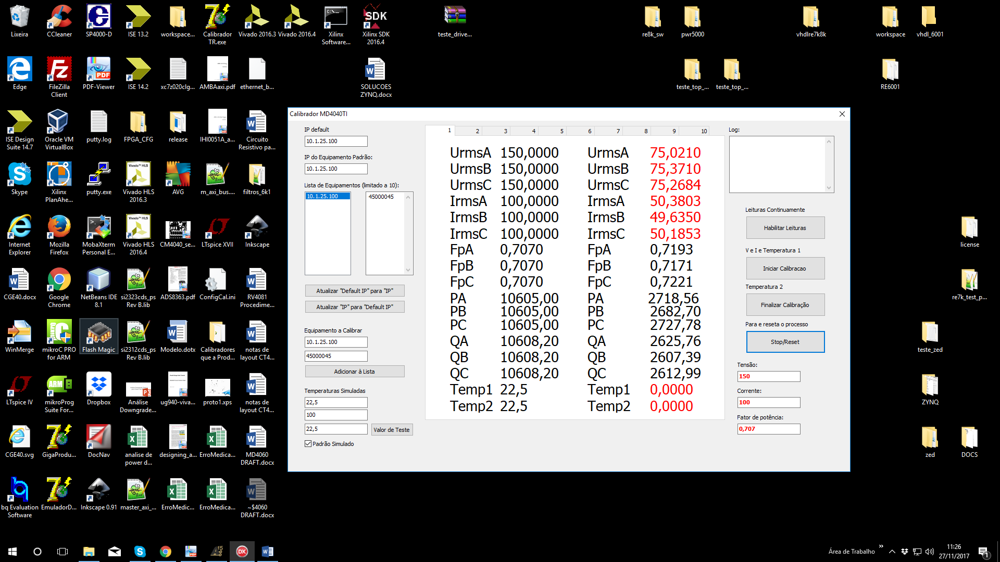 Lixeira
CCleaner
SP4000-D
ISE 13.2
workspace...
Calibrador
TR.exe
Vivado 2016.3
Vivado 2016.4
Xilinx
Software...
Xilinx SDK
2016.4
teste_drive...
re8k_sw
pwr5000
vhdlre7k8k
workspace
vhdl_6001
Edge
FileZilla
Client
PDF-Viewer
ISE 14.2
xc7z020clg...
AMBAaxi.pdf
ethernet_b...
SOLUCOES
ZYNQ.docx
teste_top_...
teste_top_...
RE6001
ISE Design
Suite 14.7
Oracle VM
VirtualBox
putty.log
FPGA_CFG
release
IHI0051A_a...
Circuito
Resistivo pa...
Skype
Xilinx
PlanAhe...
putty.exe
Vivado HLS
2016.3
AVG
m_axi_bus....
filtros_6k1
Internet
Explorer
Mozilla
Firefox
MobaXterm
Personal E...
Vivado HLS
2016.4
CM4040_se...
LTspice XVII
Inkscape
license
CGE40.docx
Google
Chrome
NetBeans IDE
8.1
si2323cds_ps
Rev B.lib
ADS8363.pdf
ConfigCal.ini
RV4081
Procedime...
re7k_test_p...
WinMerge
mikroC PRO
for ARM
Flash Magic
si2312cds_ps
Rev B.lib
Modelo.dotx
Calibradores
que a Prod...
notas de
layout CT4...
teste_zed
LTspice IV
mikroProg
Suite For...
Dropbox
Análise
Downgrade...
ug940-viva...
proto1.xps
notas de
layout CT4...
ZYNQ
CGE40.svg
GigaProdu...
DocNav
analise de
power d...
designing_a...
ErroMedica...
MD4060
DRAFT.docx
zed
DOCS
bq Evaluation
Software
EmuladorD...
Inkscape 0.91
master_axi_...
ErroMedic...
ErroMedica...
~$4060
DRAFT.docx
Calibrador MD4040TI
IP default
10.1.25.100
IP do Equipamento Padrão:
10.1.25.100
Lista de Equipamentos (limitado a 10):
10.1.25.100
45000045
Atualizar "Default IP" para "IP"
Atualizar "IP" para "Default IP"
Equipamento a Calibrar
10.1.25.100
45000045
Adicionar à Lista
Temperaturas Simuladas
22,5
100
22,5
Valor de Teste
Padrão Simulado
1 2 3 4 5 6 7 8 9 10
UrmsA 150,0000 UrmsA 75,0210
UrmsB 150,0000 UrmsB 75,3710
UrmsC 150,0000 UrmsC 75,2684
IrmsA 100,0000 IrmsA 50,3803
IrmsB 100,0000 IrmsB 49,6350
IrmsC 100,0000 IrmsC 50,1853
FpA 0,7070 FpA 0,7193
FpB 0,7070 FpB 0,7171
FpC 0,7070 FpC 0,7221
PA 10605,00 PA 2718,56
PB 10605,00 PB 2682,70
PC 10605,00 PC 2727,78
QA 10608,20 QA 2625,76
QB 10608,20 QB 2607,39
QC 10608,20 QC 2612,99
Temp1 22,5 Temp1 0,0000
Temp2 22,5 Temp2 0,0000
Log:
Leituras Continuamente
Habilitar Leituras
V e I e Temperatura 1
Iniciar Calibracao
Temperatura 2
Finalizar Calibração
Para e reseta o processo
Stop/Reset
Tensão:
150
Corrente:
100
Fator de potência:
0,707
Área de Trabalho
11:26
27/11/2017
1